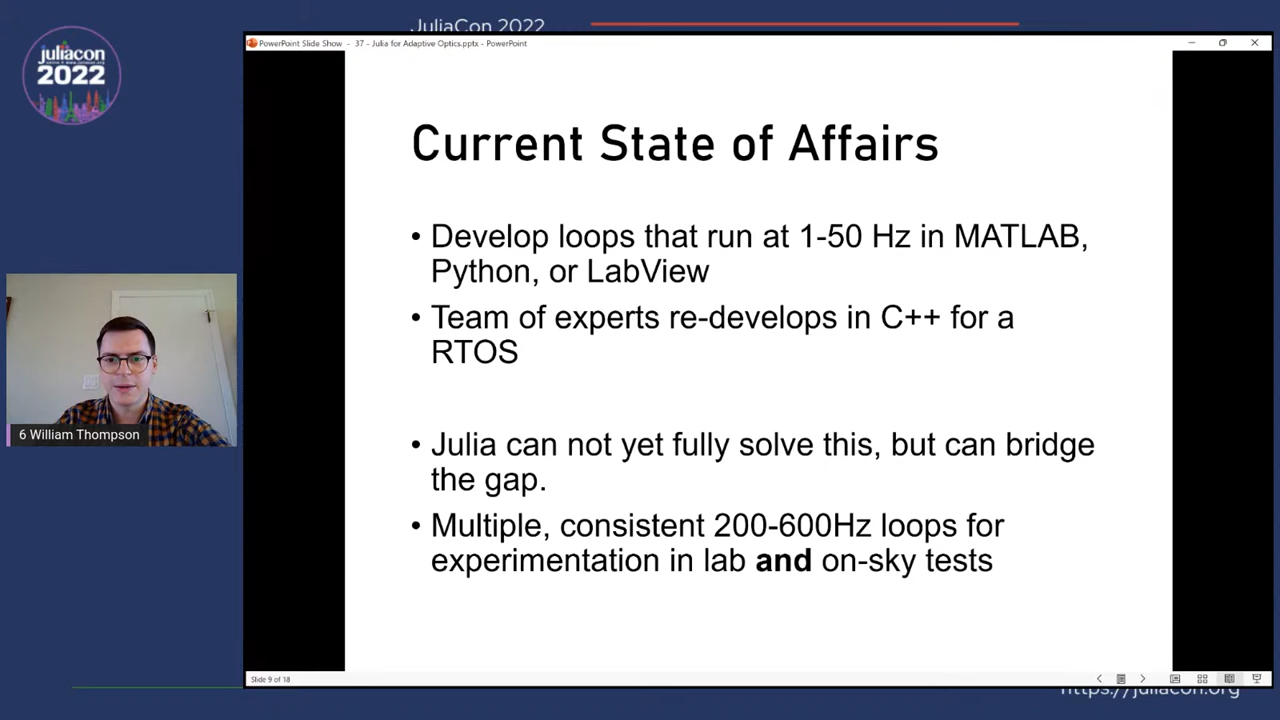 JuliaCon 2022
juliacon
2022
PowerPoint Slide Show - 37 - Julia for Adaptive Optics.pptx - PowerPoint
Current State of Affairs
• Develop loops that run at 1-50 Hz in MATLAB,
Python, or LabView
• Team of experts re-develops in C++ for a
RTOS
• Julia can not yet fully solve this, but can bridge
the gap.
• Multiple, consistent 200-600Hz loops for
experimentation in lab and on-sky tests
6 William Thompson
Slide 9 of 18
https://juliacon.org